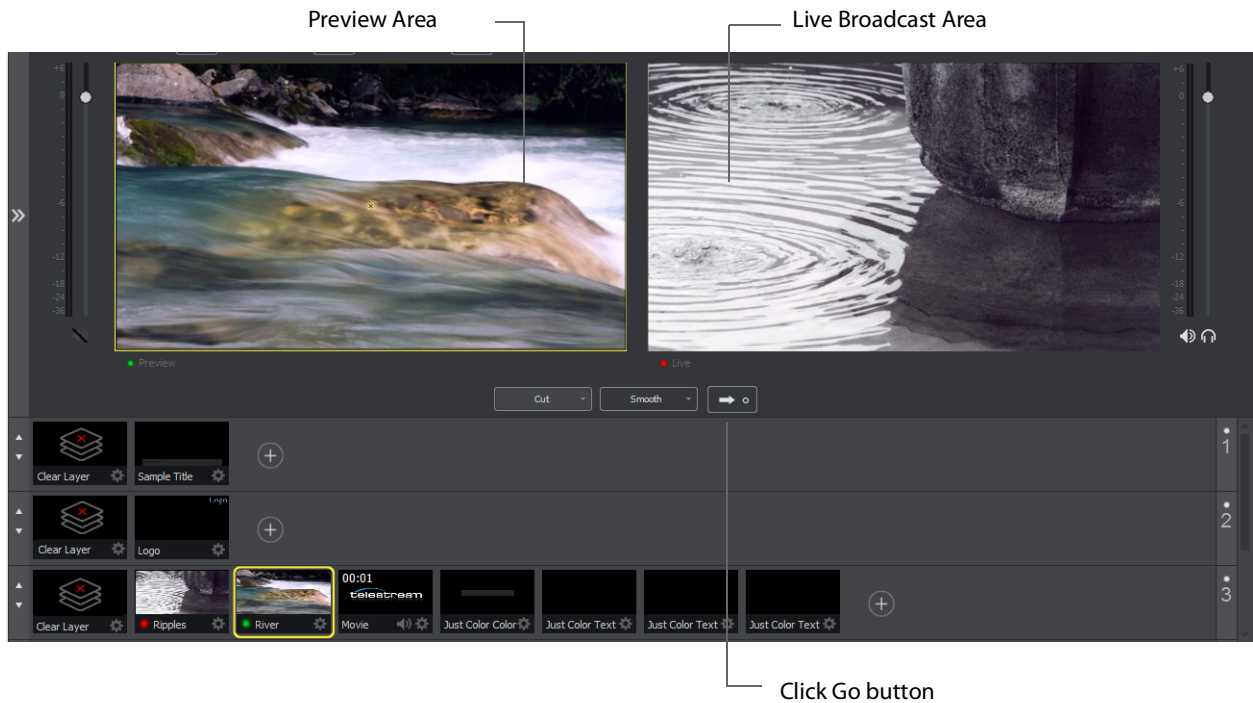 Preview Area
Live Broadcast Area
+6
0
-6
-12
-18
-24
-36
+6
0
-6
-12
-18
-24
-36
Preview
Live
Cut
Smooth
Clear Layer
Sample Title
1
Clear Layer
Logo
Logo
2
Clear Layer
Ripples
River
00:01
telestream
Movie
Just Color Color
Just Color Text
Just Color Text
Just Color Text
3
Click Go button